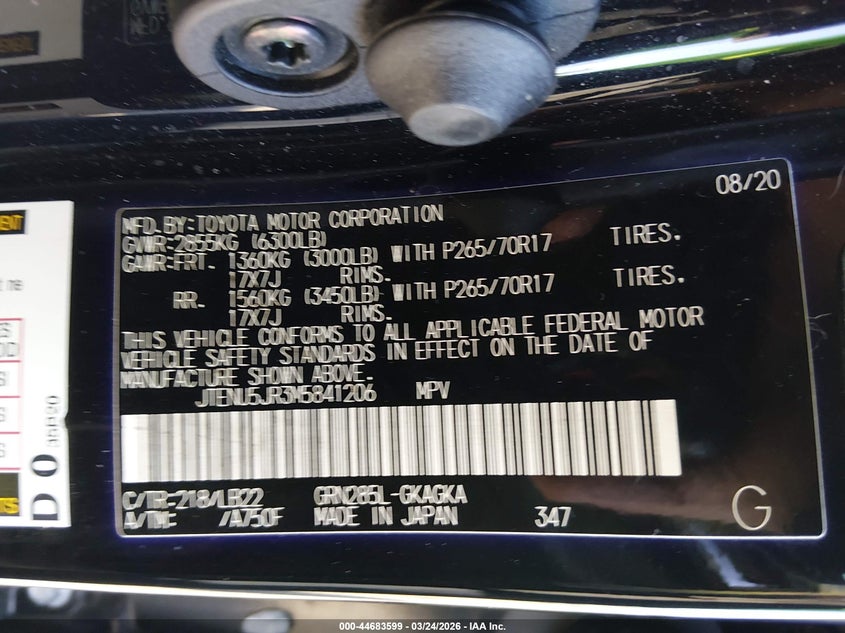 08/20
MFD. BY: TOYOTA MOTOR CORPORATION
GVWR: 2855KG (6300LB)
GAWR-FRT. 1360KG (3000LB) WITH P265/70R17 TIRES.
17X7J RIMS.
RR. 1560KG (3450LB) WITH P265/70R17 TIRES.
17X7J RIMS.
THIS VEHICLE CONFORMS TO ALL APPLICABLE FEDERAL MOTOR
VEHICLE SAFETY STANDARDS IN EFFECT ON THE DATE OF
MANUFACTURE SHOWN ABOVE.
JTENU5JR3M5841206 MPV
C/TR: 218/LB22 GRN285L-GKAGKA
A/TM: /A750F MADE IN JAPAN 347
G
D0
000-44683599 - 03/24/2026 - IAA Inc.